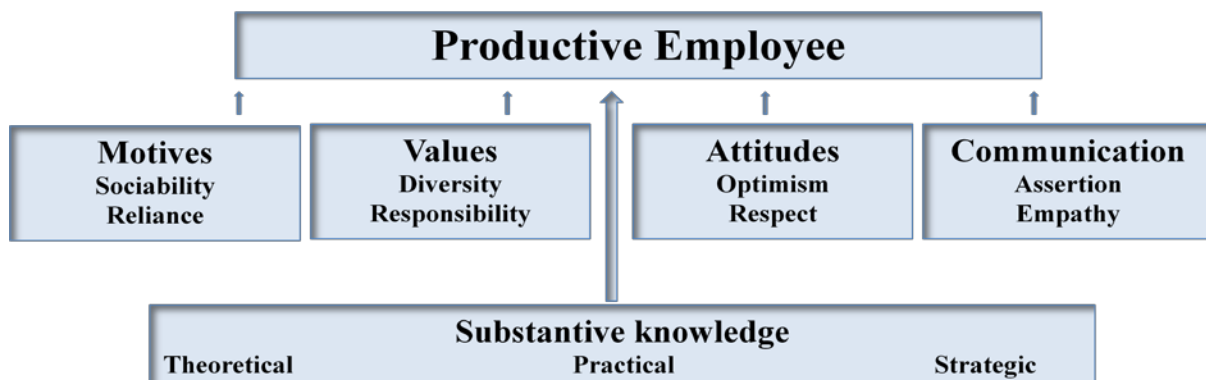 Productive Employee
Motives
Sociability
Reliance
Values
Diversity
Responsibility
Attitudes
Optimism
Respect
Communication
Assertion
Empathy
Substantive knowledge
Theoretical Practical Strategic